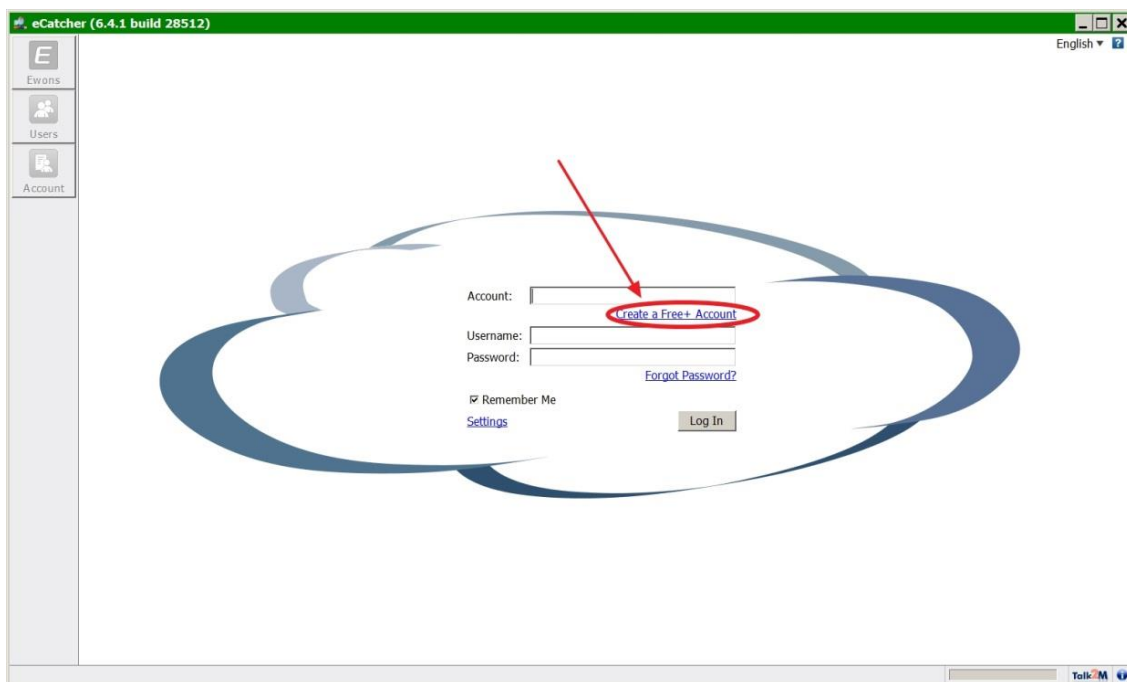 eCatcher (6.4.1 build 28512)
English
E
Ewons
Users
Account
Account:
Create a Free+ Account
Username:
Password:
Forgot Password?
Remember Me
Settings
Log In
Talk2M